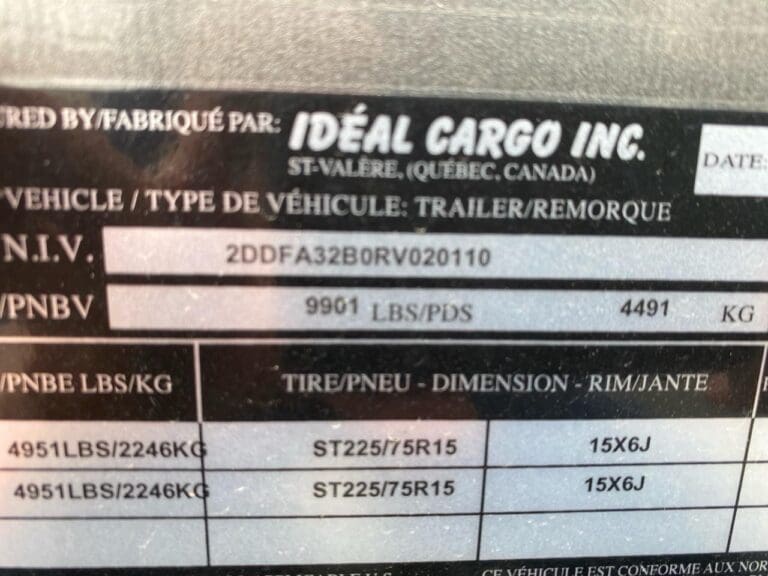 RED BY/FABRIQUÉ PAR: IDÉAL CARGO INC.
ST-VALÈRE, (QUÉBEC, CANADA)
DATE:
VEHICLE / TYPE DE VÉHICULE: TRAILER/REMORQUE
N.I.V. 2DDFA32B0RV020110
/PNBV 9901 LBS/PDS 4491 KG
/PNBE LBS/KG TIRE/PNEU - DIMENSION - RIM/JANTE
4951LBS/2246KG ST225/75R15 15X6J
4951LBS/2246KG ST225/75R15 15X6J
CE VÉHICULE EST CONFORME AUX NOR